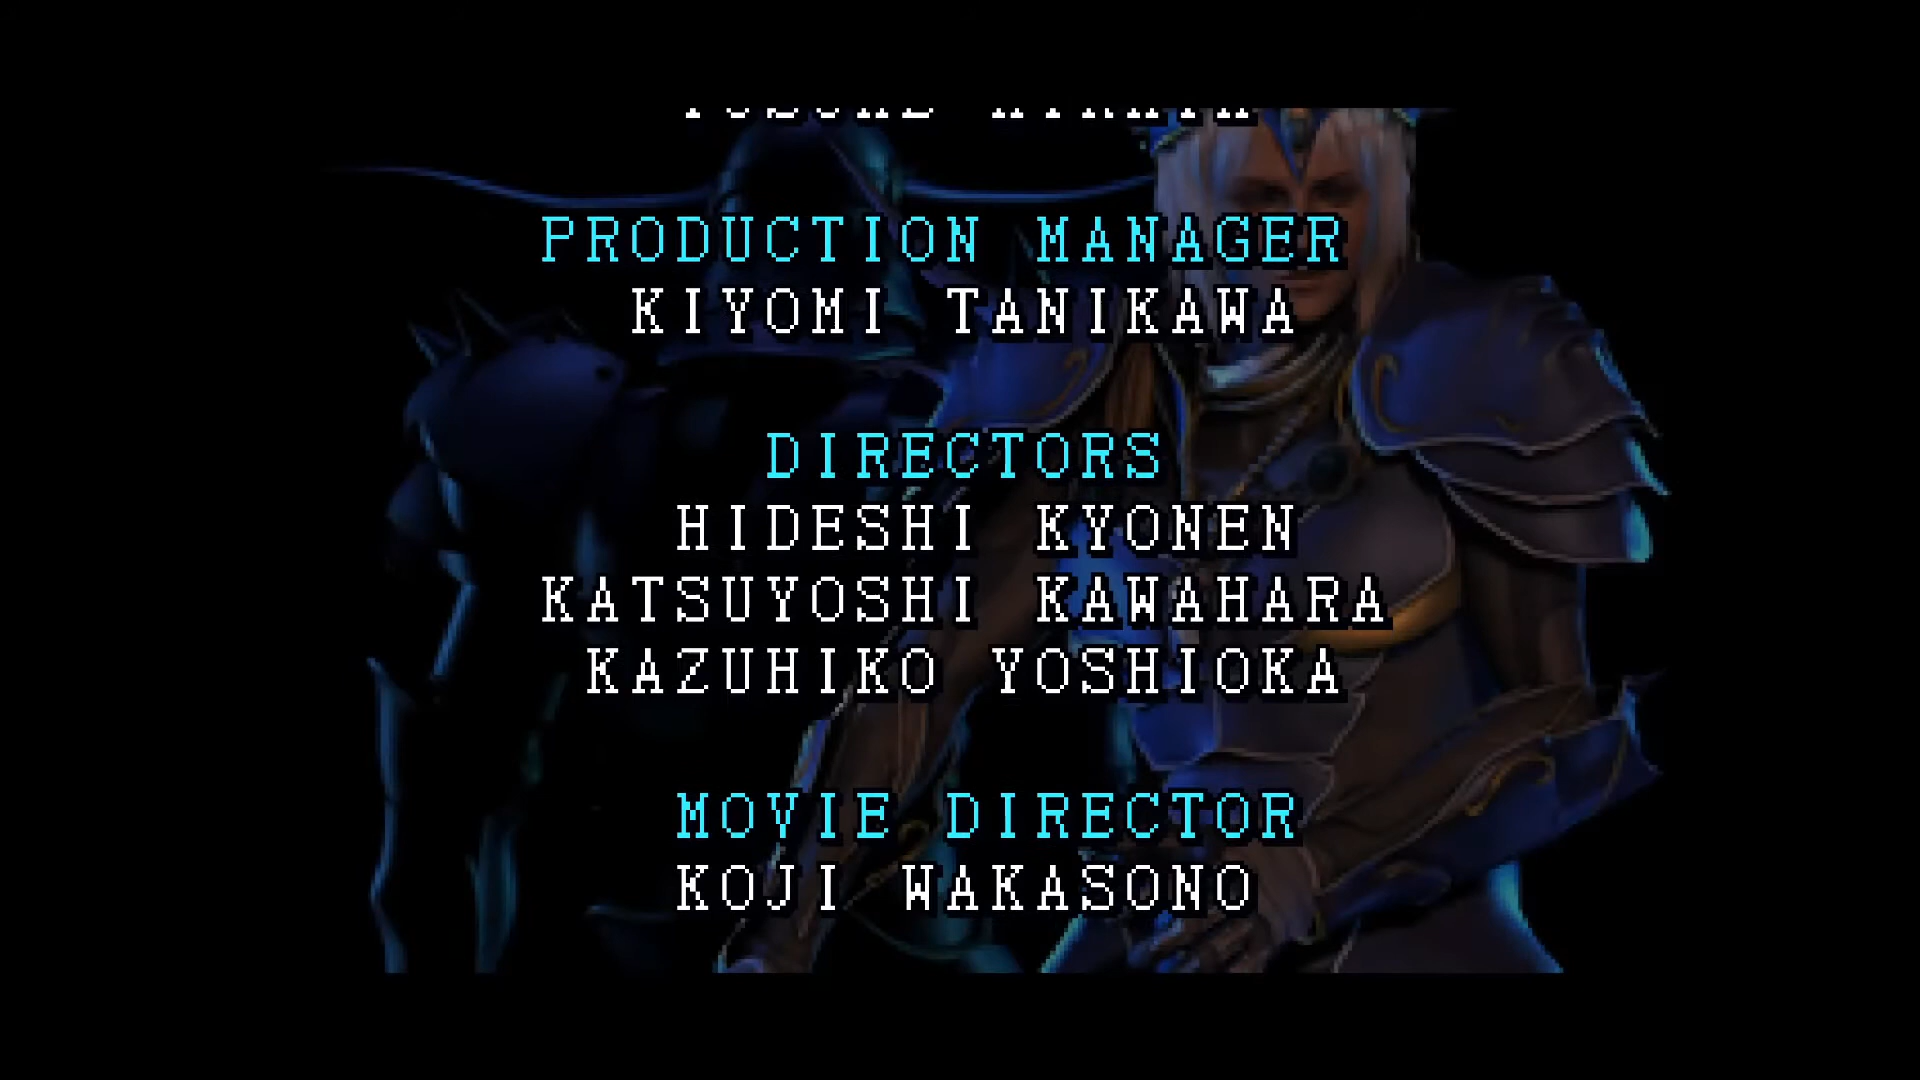 PRODUCTION MANAGER
KIYOMI TANIKAWA
DIRECTORS
HIDESHI KYONEN
KATSUYOSHI KAWAHARA
KAZUHIKO YOSHIOKA
MOVIE DIRECTOR
KOJI WAKASONO